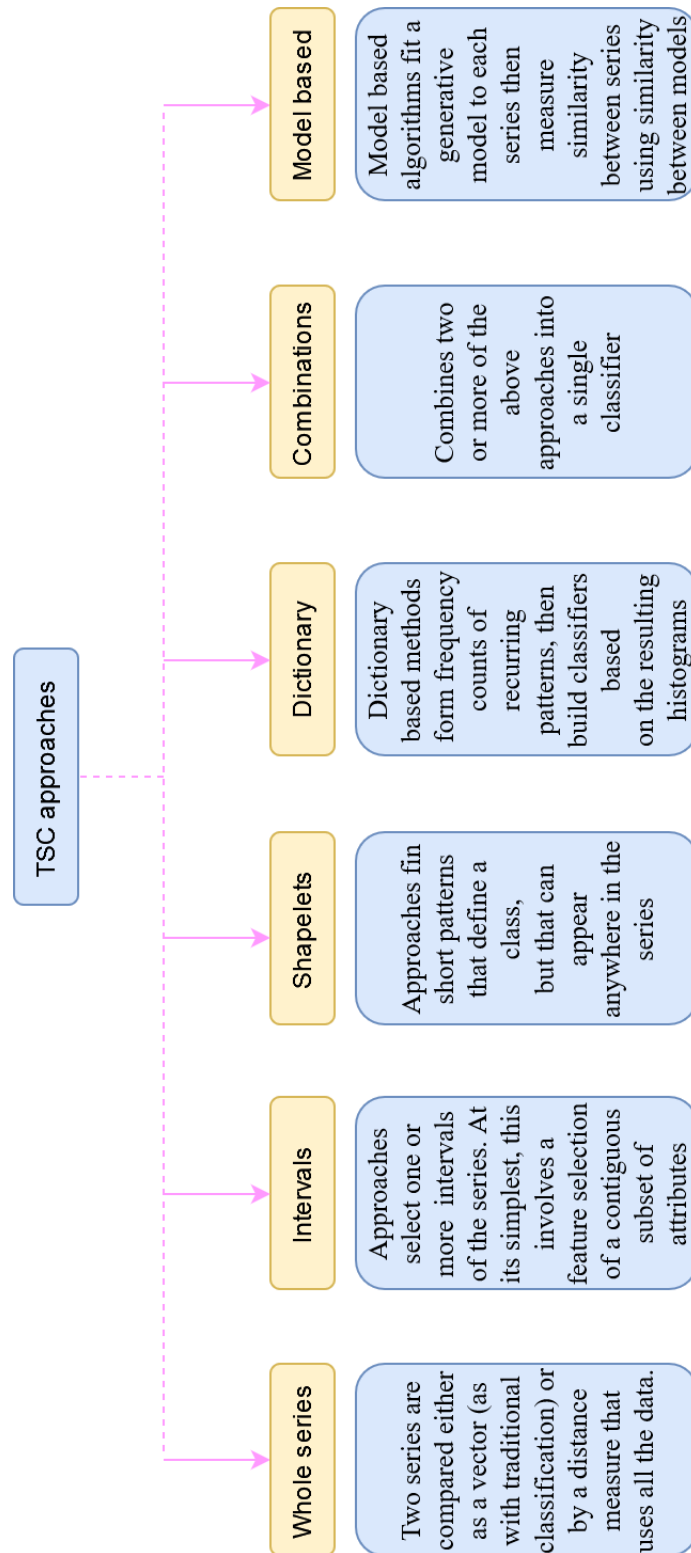 TSC approaches
Whole series
Intervals
Shapelets
Dictionary
Combinations
Model based
Two series are
compared either
as a vector (as
with traditional
classification) or
by a distance
measure that
uses all the data.
Approaches
select one or
more intervals
of the series. At
its simplest, this
involves a
feature selection
of a contiguous
subset of
attributes
Approaches fin
short patterns
that define a
class,
but that can
appear
anywhere in the
series
Dictionary
based methods
form frequency
counts of
recurring
patterns, then
build classifiers
based
on the resulting
histograms
Combines two
or more of the
above
approaches into
a single
classifier
Model based
algorithms fit a
generative
model to each
series then
measure
similarity
between series
using similarity
between models